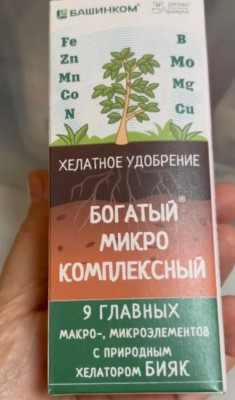 БАШИНКОМ®
Fe
Zn
Mn
Co
N
B
Mo
Mg
Cu
ХЕЛАТНОЕ УДОБРЕНИЕ
БОГАТЫЙ®
МИКРО
КОМПЛЕКСНЫЙ
9 ГЛАВНЫХ
МАКРО-, МИКРОЭЛЕМЕНТОВ
С ПРИРОДНЫМ
ХЕЛАТОРОМ БИЯК